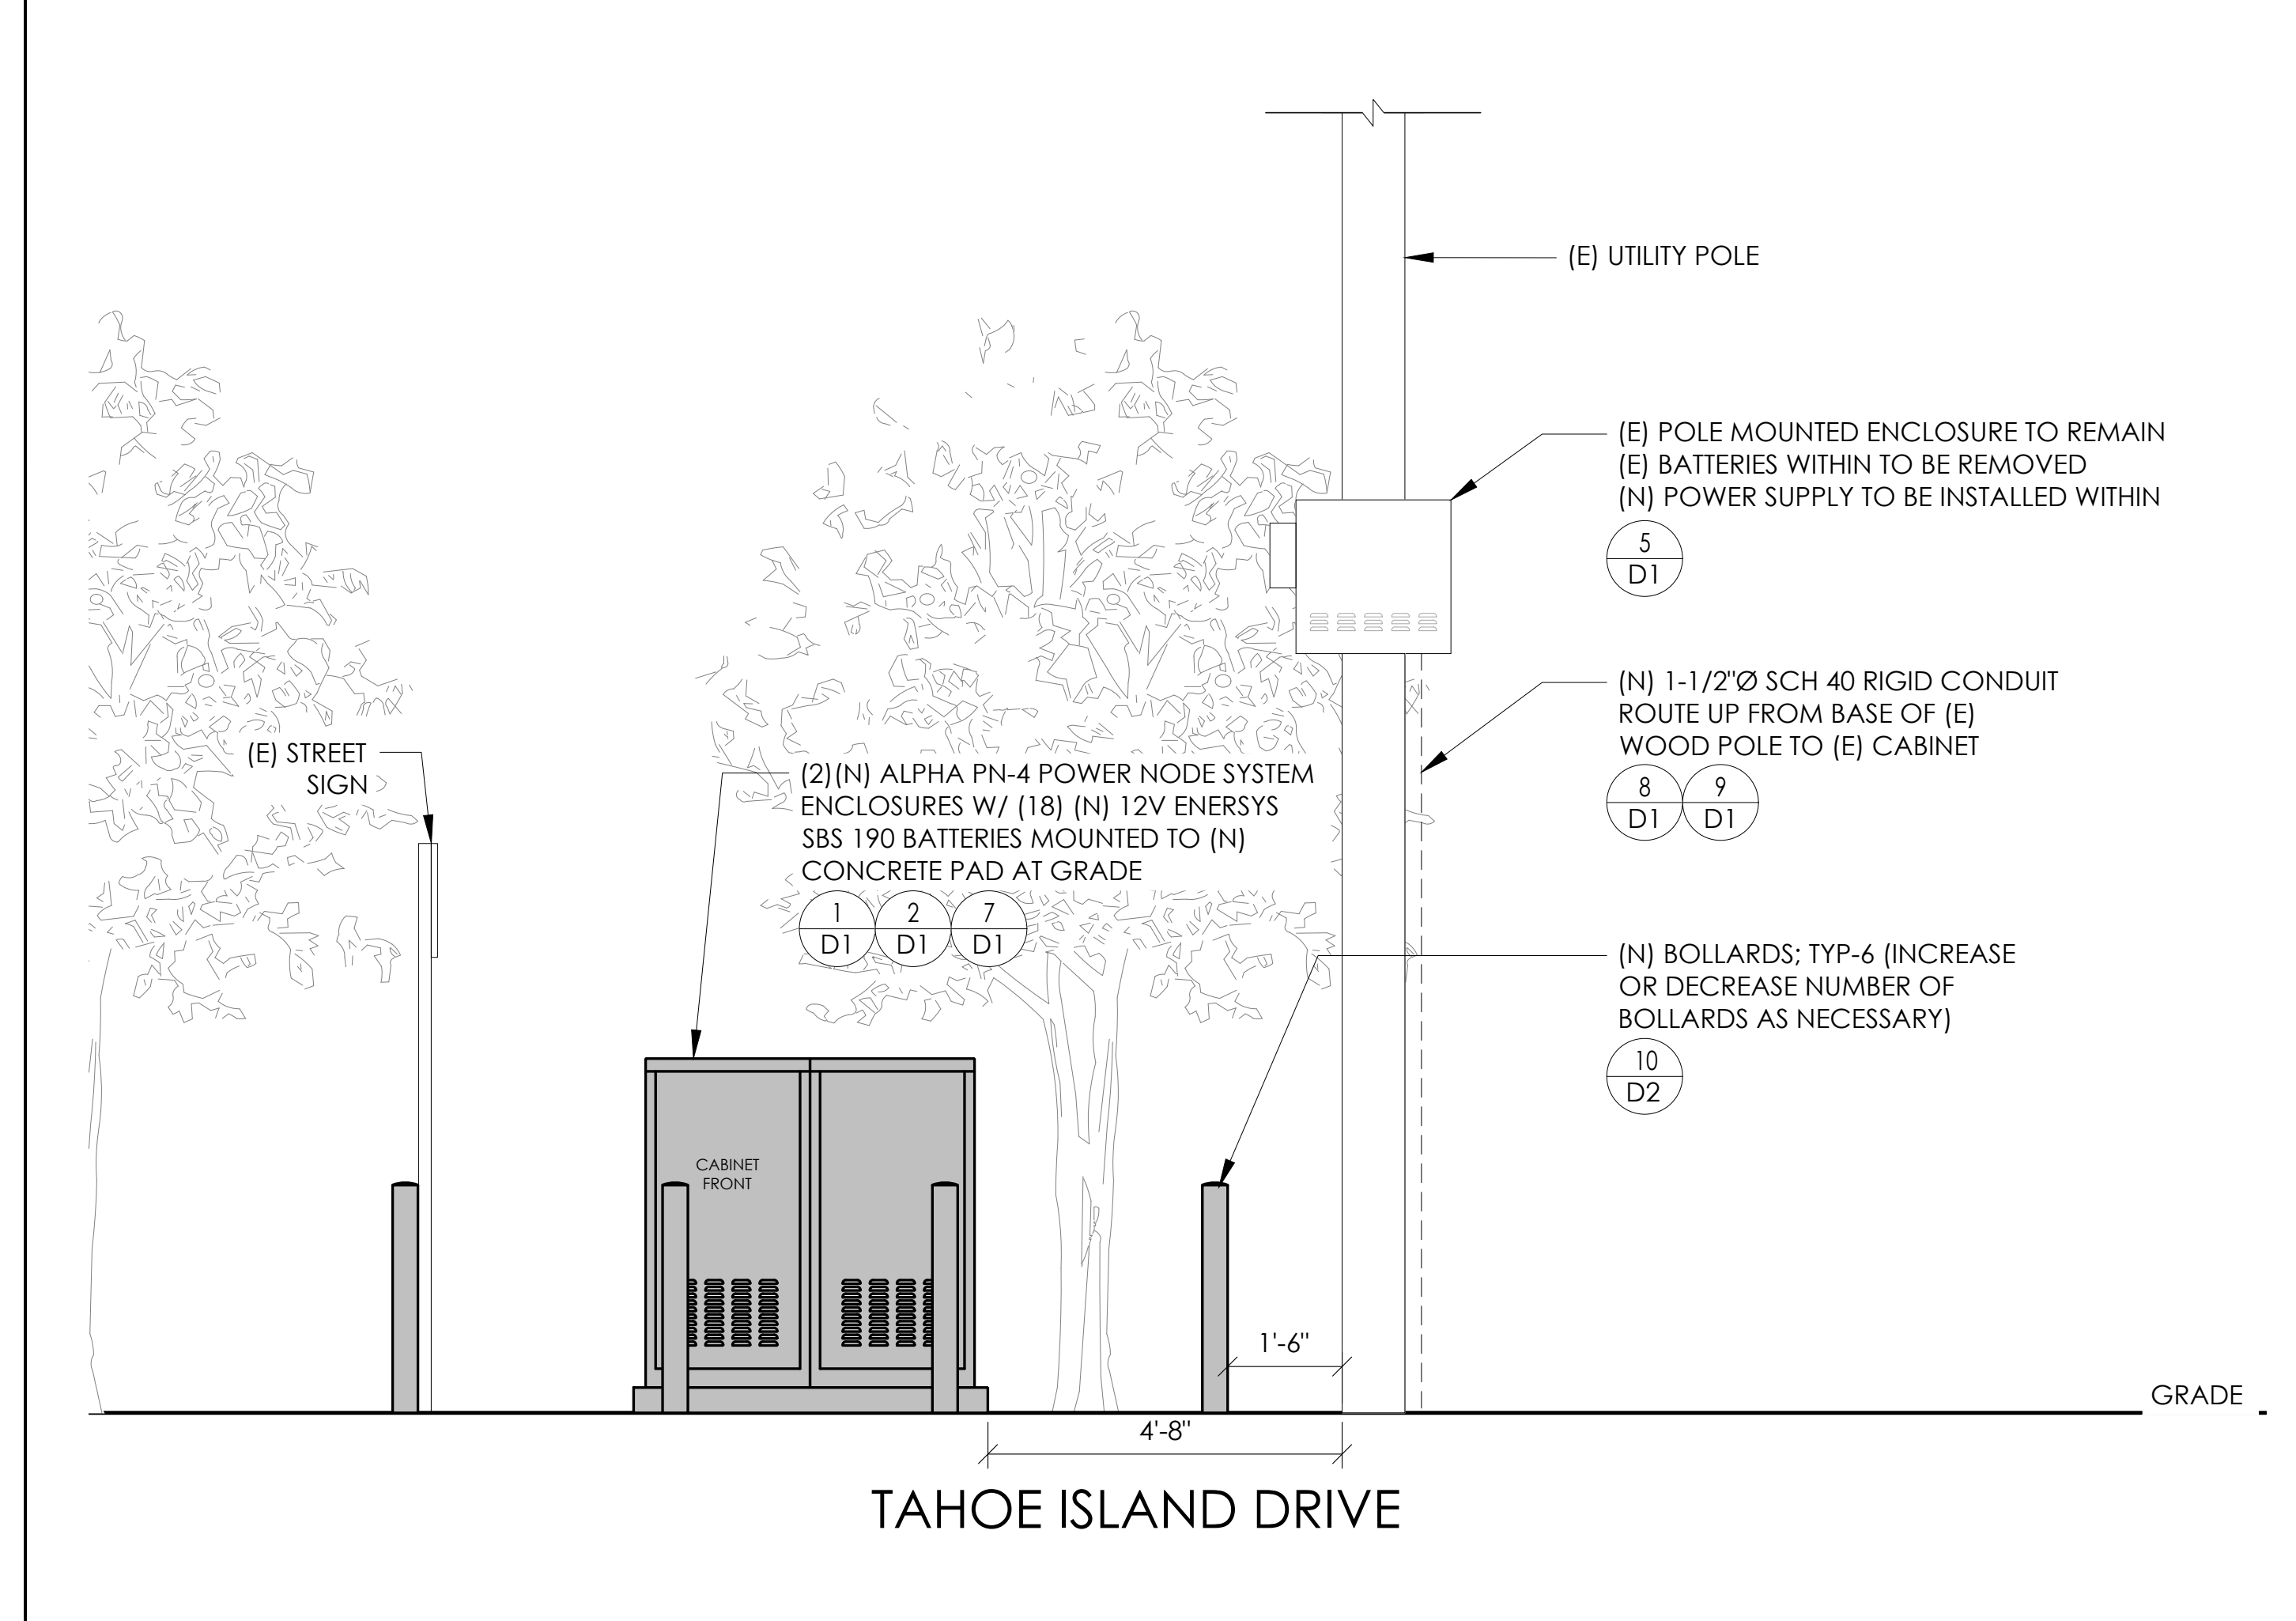 (E) UTILITY POLE
(E) POLE MOUNTED ENCLOSURE TO REMAIN
(E) BATTERIES WITHIN TO BE REMOVED
(N) POWER SUPPLY TO BE INSTALLED WITHIN
5
D1
(N) 1-1/2"Ø SCH 40 RIGID CONDUIT
ROUTE UP FROM BASE OF (E)
WOOD POLE TO (E) CABINET
8 9
D1 D1
(E) STREET
SIGN
(2)(N) ALPHA PN-4 POWER NODE SYSTEM
ENCLOSURES W/ (18) (N) 12V ENERSYS
SBS 190 BATTERIES MOUNTED TO (N)
CONCRETE PAD AT GRADE
1 2 7
D1 D1 D1
(N) BOLLARDS; TYP-6 (INCREASE
OR DECREASE NUMBER OF
BOLLARDS AS NECESSARY)
10
D2
CABINET
FRONT
1'-6"
GRADE
4'-8"
TAHOE ISLAND DRIVE